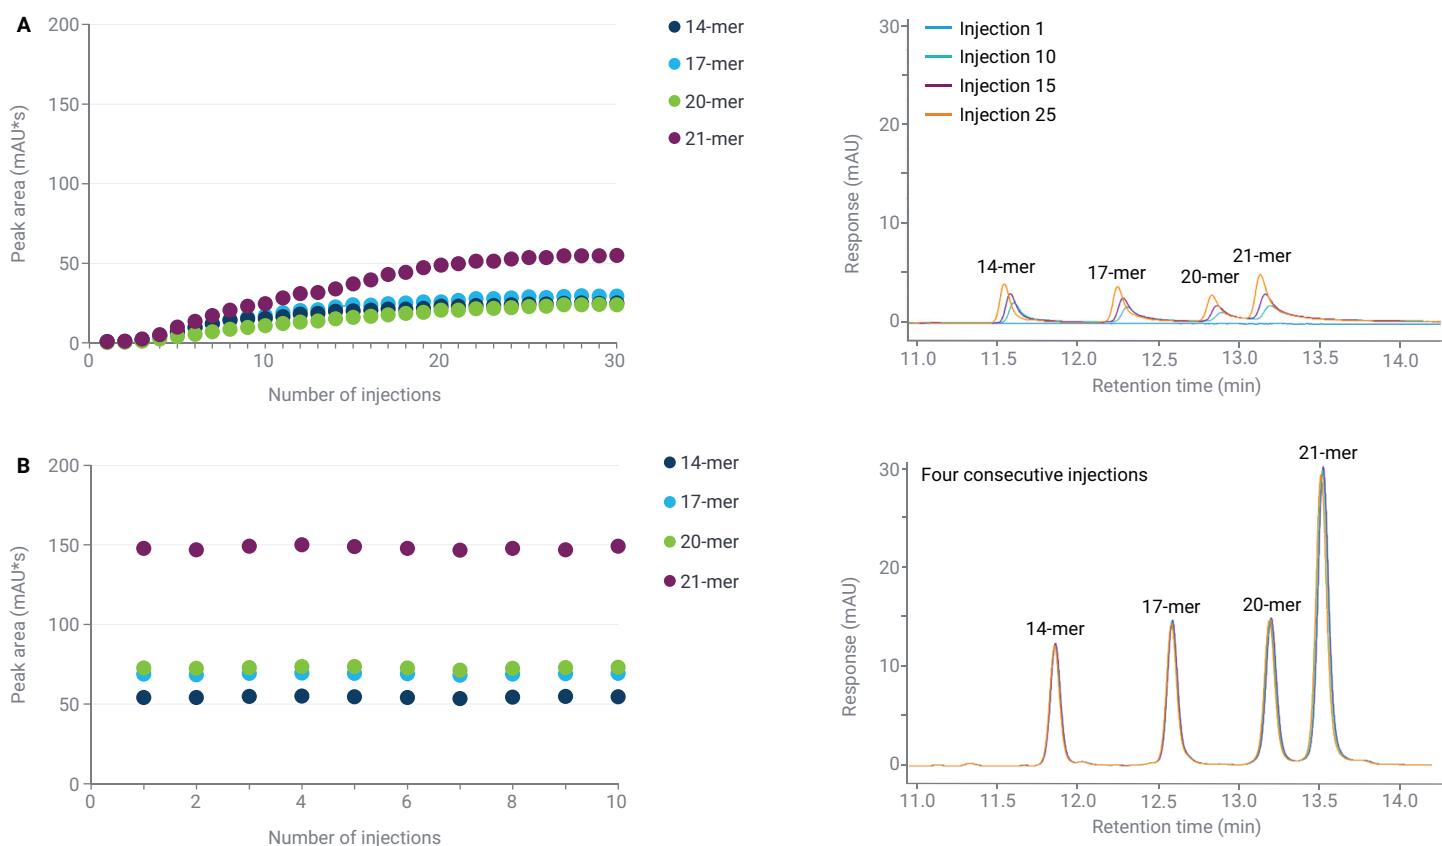 A
200
150
100
50
0
Peak area (mAU*s)
0
10
20
30
Number of injections
14-mer
17-mer
20-mer
21-mer
30
20
10
0
Response (mAU)
Injection 1
Injection 10
Injection 15
Injection 25
14-mer
17-mer
20-mer
21-mer
11.0
11.5
12.0
12.5
13.0
13.5
14.0
Retention time (min)
B
200
150
100
50
0
Peak area (mAU*s)
0
2
4
6
8
10
Number of injections
14-mer
17-mer
20-mer
21-mer
30
20
10
0
Response (mAU)
Four consecutive injections
14-mer
17-mer
20-mer
21-mer
11.0
11.5
12.0
12.5
13.0
13.5
14.0
Retention time (min)